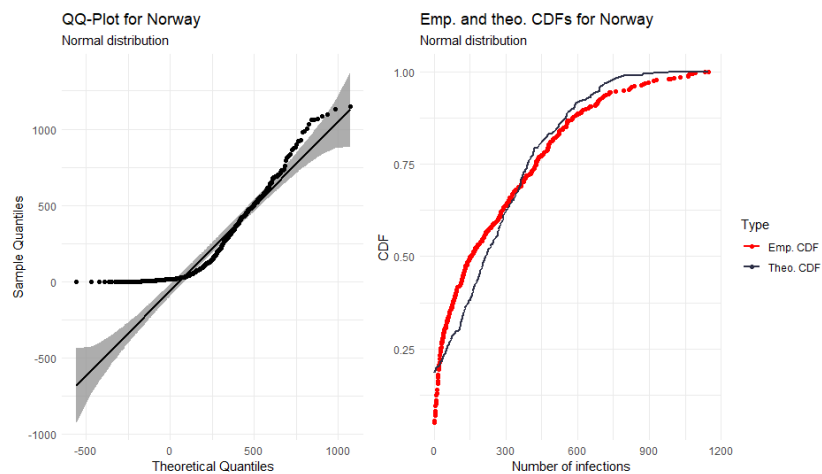 QQ-Plot for Norway
Normal distribution
Sample Quantiles
1000
500
0
-500
-1000
-500
0
500
1000
Theoretical Quantiles
Emp. and theo. CDFs for Norway
Normal distribution
CDF
1.00
0.75
0.50
0.25
0
300
600
900
1200
Number of infections
Type
Emp. CDF
Theo. CDF